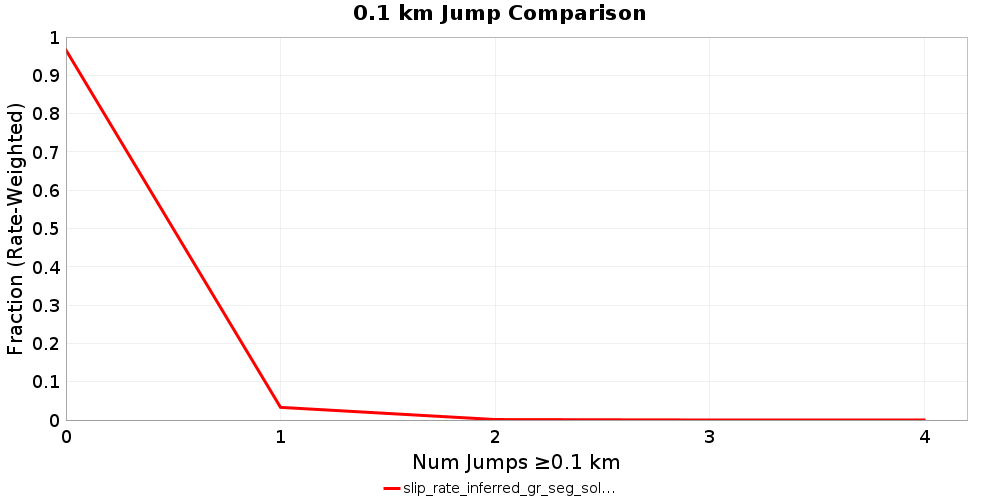 0.1 km Jump Comparison
Fraction (Rate-Weighted)
1
0.9
0.8
0.7
0.6
0.5
0.4
0.3
0.2
0.1
0
0 1 2 3 4
Num Jumps ≥0.1 km
slip_rate_inferred_gr_seg_sol...